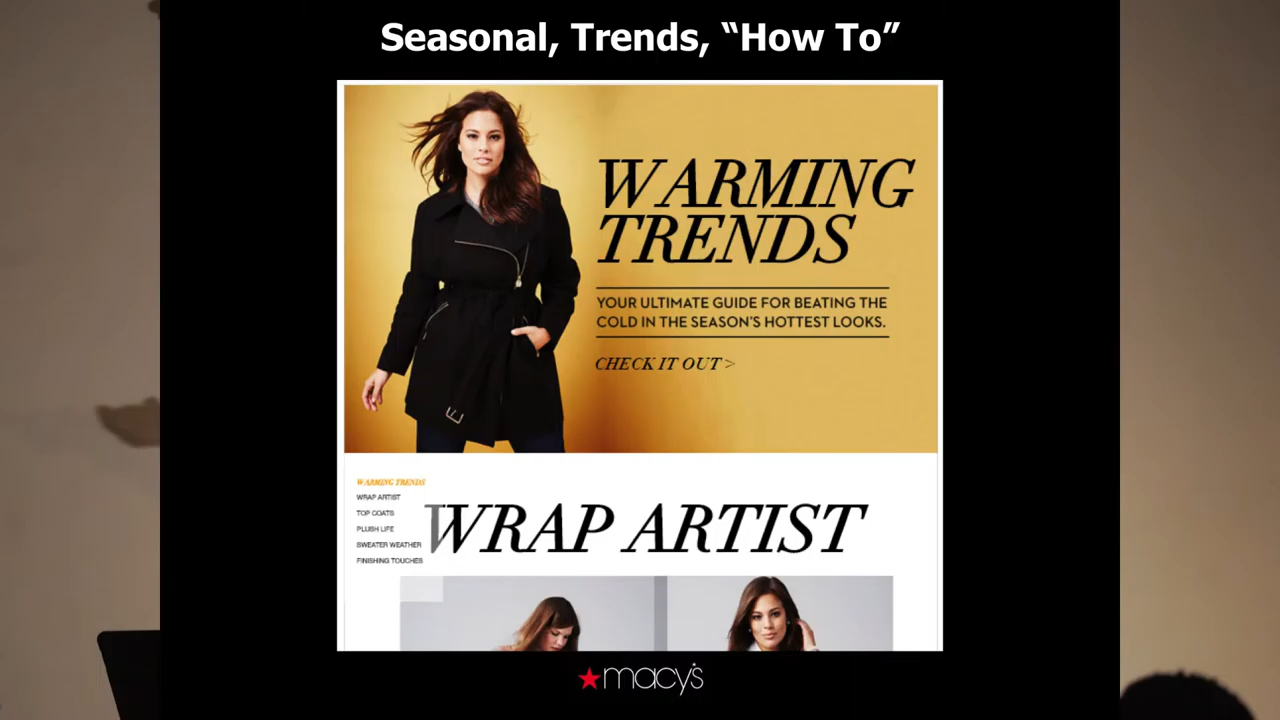 Seasonal, Trends, “How To”
WARMING
TRENDS
YOUR ULTIMATE GUIDE FOR BEATING THE
COLD IN THE SEASON'S HOTTEST LOOKS.
CHECK IT OUT >
WARMING TRENDS
WRAP ARTIST
TOP COATS
PLUSH LIFE
SWEATER WEATHER
FINISHING TOUCHES
WRAP ARTIST
macy's